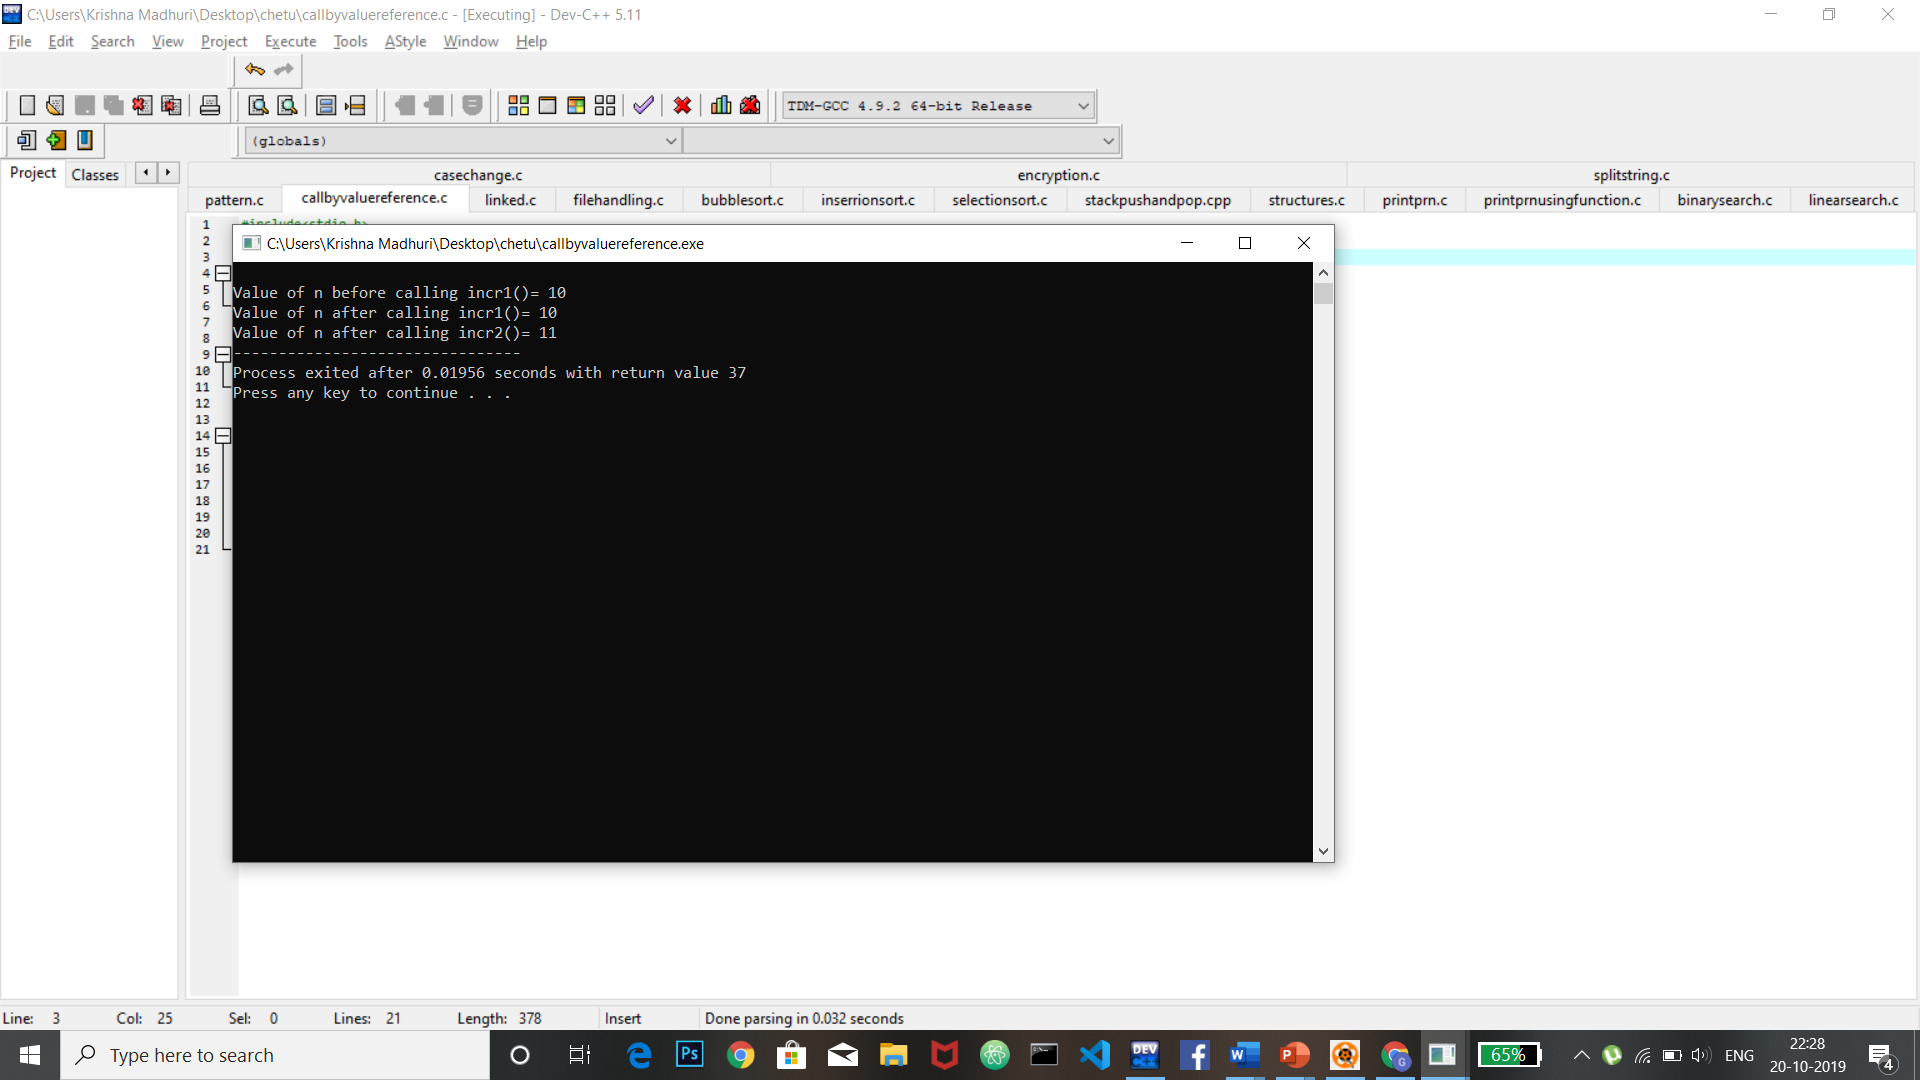 C:\Users\Krishna Madhuri\Desktop\chetu\callbyvaluereference.c - [Executing] - Dev-C++ 5.11
File Edit Search View Project Execute Tools AStyle Window Help
TDM-GCC 4.9.2 64-bit Release
(globals)
Project Classes
casechange.c encryption.c splitstring.c
pattern.c callbyvaluereference.c linked.c filehandling.c bubblesort.c inserrionsort.c selectionsort.c stackpushandpop.cpp structures.c printprn.c printprnusingfunction.c binarysearch.c linearsearch.c
1 #include<stdio.h>
2
3
4
5
6
7
8
9
10
11
12
13
14
15
16
17
18
19
20
21
C:\Users\Krishna Madhuri\Desktop\chetu\callbyvaluereference.exe
Value of n before calling incr1()= 10
Value of n after calling incr1()= 10
Value of n after calling incr2()= 11
--------------------------------
Process exited after 0.01956 seconds with return value 37
Press any key to continue . . .
Line: 3 Col: 25 Sel: 0 Lines: 21 Length: 378 Insert Done parsing in 0.032 seconds
Type here to search
Ps
DEV
C++
65%
ENG
22:28
20-10-2019
4